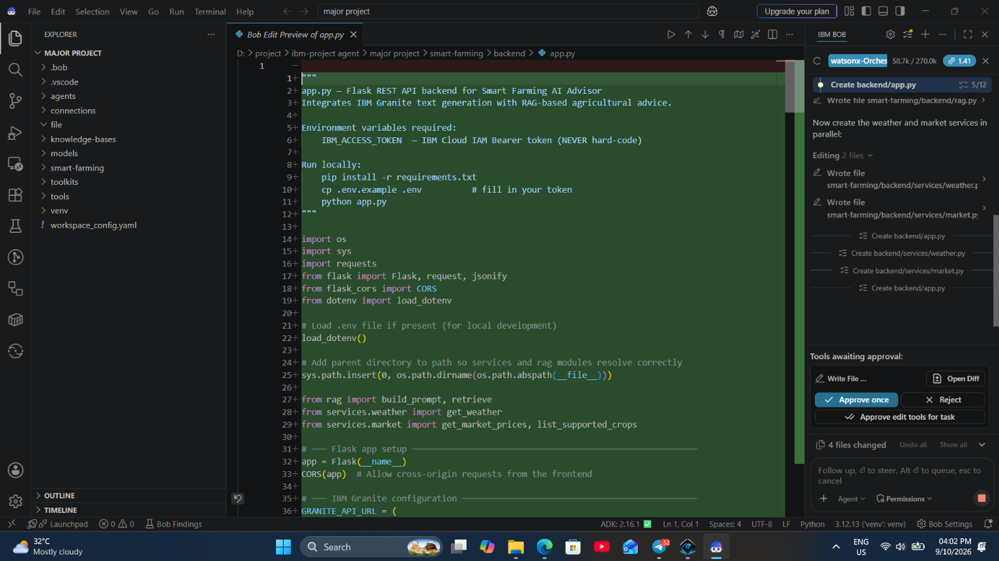 File Edit Selection View Go Run Terminal Help
major project
Upgrade your plan
EXPLORER
MAJOR PROJECT
.bob
.vscode
agents
connections
file
knowledge-bases
models
smart-farming
toolkits
tools
venv
! workspace_config.yaml
OUTLINE
TIMELINE
Bob Edit Preview of app.py
D: > project > ibm-project agent > major project > smart-farming > backend > app.py
1 —
1+ """
2+ app.py — Flask REST API backend for Smart Farming AI Advisor
3+ Integrates IBM Granite text generation with RAG-based agricultural advice.
4+
5+ Environment variables required:
6+ IBM_ACCESS_TOKEN — IBM Cloud IAM Bearer token (NEVER hard-code)
7+
8+ Run locally:
9+ pip install -r requirements.txt
10+ cp .env.example .env # fill in your token
11+ python app.py
12+ """
13+
14+ import os
15+ import sys
16+ import requests
17+ from flask import Flask, request, jsonify
18+ from flask_cors import CORS
19+ from dotenv import load_dotenv
20+
21+ # Load .env file if present (for local development)
22+ load_dotenv()
23+
24+ # Add parent directory to path so services and rag modules resolve correctly
25+ sys.path.insert(0, os.path.dirname(os.path.abspath(__file__)))
26+
27+ from rag import build_prompt, retrieve
28+ from services.weather import get_weather
29+ from services.market import get_market_prices, list_supported_crops
30+
31+ # ── Flask app setup ──────────────────────────────
32+ app = Flask(__name__)
33+ CORS(app) # Allow cross-origin requests from the frontend
34+
35+ # ── IBM Granite configuration ──────────────────────────────
36+ GRANITE_API_URL = (
IBM BOB
watsonx-Orches 58.7k / 270.0k 1.41
Create backend/app.py 5/12
Wrote file smart-farming/backend/rag.py
Now create the weather and market services in
parallel:
Editing 2 files
Wrote file
smart-farming/backend/services/weather.p
Wrote file
smart-farming/backend/services/market.py
Create backend/app.py
Create backend/services/weather.py
Create backend/services/market.py
Create backend/app.py
Tools awaiting approval:
Write File ... Open Diff
Approve once Reject
Approve edit tools for task
4 files changed Undo all Show all
Follow up, ⏎ to steer, Alt ⏎ to queue, esc to
cancel
Agent Permissions
Launchpad 0 0 Bob Findings
ADK: 2.16.1 Ln 1, Col 1 Spaces: 4 UTF-8 LF Python 3.12.13 ('venv': venv) Bob Settings
32°C
Mostly cloudy
Search
52
ENG
US
04:02 PM
9/10/2026